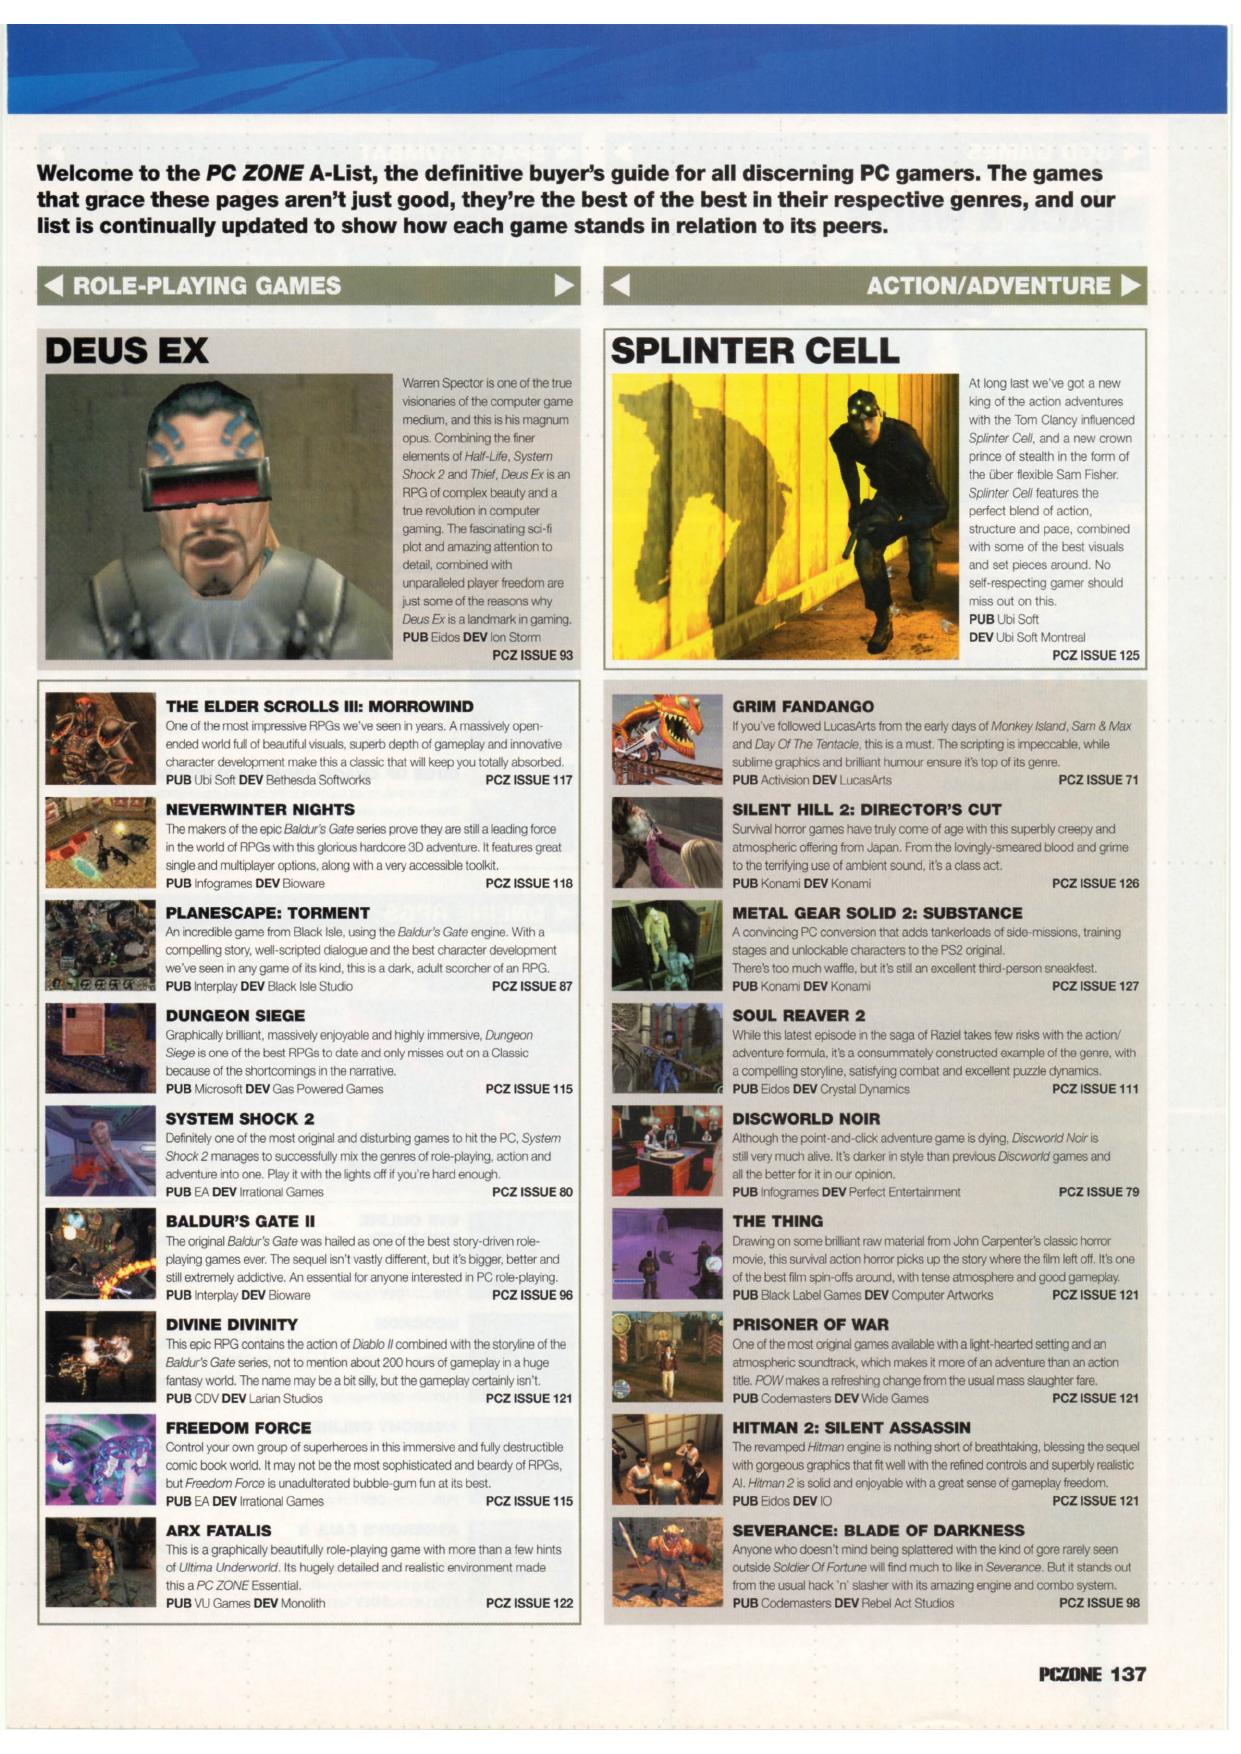 Welcome to the PC ZONE A-List, the definitive buyer's guide for all discerning PC gamers. The games
that grace these pages aren't just good, they're the best of the best in their respective genres, and our
list is continually updated to show how each game stands in relation to its peers.
ROLE-PLAYING GAMES
DEUS EX
Warren Spector is one of the true
visionaries of the computer game
medium, and this is his magnum
opus. Combining the finer
elements of Half-Life, System
Shock 2 and Thief, Deus Ex is an
RPG of complex beauty and a
true revolution in computer
gaming. The fascinating sci-fi
plot and amazing attention to
detail, combined with
unparalleled player freedom are
just some of the reasons why
Deus Ex is a landmark in gaming.
PUB Eidos DEV Ion Storm
PCZ ISSUE 93
THE ELDER SCROLLS III: MORROWIND
One of the most impressive RPGs we've seen in years. A massively open-
ended world full of beautiful visuals, superb depth of gameplay and innovative
character development make this a classic that will keep you totally absorbed.
PUB Ubi Soft DEV Bethesda Softworks PCZ ISSUE 117
NEVERWINTER NIGHTS
The makers of the epic Baldur's Gate series prove they are still a leading force
in the world of RPGs with this glorious hardcore 3D adventure. It features great
single and multiplayer options, along with a very accessible toolkit.
PUB Infogrames DEV Bioware PCZ ISSUE 118
PLANESCAPE: TORMENT
An incredible game from Black Isle, using the Baldur's Gate engine. With a
compelling story, well-scripted dialogue and the best character development
we've seen in any game of its kind, this is a dark, adult scorcher of an RPG.
PUB Interplay DEV Black Isle Studio PCZ ISSUE 87
DUNGEON SIEGE
Graphically brilliant, massively enjoyable and highly immersive, Dungeon
Siege is one of the best RPGs to date and only misses out on a Classic
because of the shortcomings in the narrative.
PUB Microsoft DEV Gas Powered Games PCZ ISSUE 115
SYSTEM SHOCK 2
Definitely one of the most original and disturbing games to hit the PC, System
Shock 2 manages to successfully mix the genres of role-playing, action and
adventure into one. Play it with the lights off if you're hard enough.
PUB EA DEV Irrational Games PCZ ISSUE 80
BALDUR'S GATE II
The original Baldur's Gate was hailed as one of the best story-driven role-
playing games ever. The sequel isn't vastly different, but it's bigger, better and
still extremely addictive. An essential for anyone interested in PC role-playing.
PUB Interplay DEV Bioware PCZ ISSUE 96
DIVINE DIVINITY
This epic RPG contains the action of Diablo II combined with the storyline of the
Baldur's Gate series, not to mention about 200 hours of gameplay in a huge
fantasy world. The name may be a bit silly, but the gameplay certainly isn't.
PUB CDV DEV Larian Studios PCZ ISSUE 121
FREEDOM FORCE
Control your own group of superheroes in this immersive and fully destructible
comic book world. It may not be the most sophisticated and beardy of RPGs,
but Freedom Force is unadulterated bubble-gum fun at its best.
PUB EA DEV Irrational Games PCZ ISSUE 115
ARX FATALIS
This is a graphically beautifully role-playing game with more than a few hints
of Ultima Underworld. Its hugely detailed and realistic environment made
this a PC ZONE Essential.
PUB VU Games DEV Monolith PCZ ISSUE 122
ACTION/ADVENTURE
SPLINTER CELL
At long last we've got a new
king of the action adventures
with the Tom Clancy influenced
Splinter Cell, and a new crown
prince of stealth in the form of
the über flexible Sam Fisher.
Splinter Cell features the
perfect blend of action,
structure and pace, combined
with some of the best visuals
and set pieces around. No
self-respecting gamer should
miss out on this.
PUB Ubi Soft
DEV Ubi Soft Montreal
PCZ ISSUE 125
GRIM FANDANGO
If you've followed LucasArts from the early days of Monkey Island, Sam & Max
and Day Of The Tentacle, this is a must. The scripting is impeccable, while
sublime graphics and brilliant humour ensure it's top of its genre.
PUB Activision DEV LucasArts PCZ ISSUE 71
SILENT HILL 2: DIRECTOR'S CUT
Survival horror games have truly come of age with this superbly creepy and
atmospheric offering from Japan. From the lovingly-smeared blood and grime
to the terrifying use of ambient sound, it's a class act.
PUB Konami DEV Konami PCZ ISSUE 126
METAL GEAR SOLID 2: SUBSTANCE
A convincing PC conversion that adds tankerloads of side-missions, training
stages and unlockable characters to the PS2 original.
There's too much waffle, but it's still an excellent third-person sneakfest.
PUB Konami DEV Konami PCZ ISSUE 127
SOUL REAVER 2
While this latest episode in the saga of Raziel takes few risks with the action/
adventure formula, it's a consummately constructed example of the genre, with
a compelling storyline, satisfying combat and excellent puzzle dynamics.
PUB Eidos DEV Crystal Dynamics PCZ ISSUE 111
DISCWORLD NOIR
Although the point-and-click adventure game is dying, Discworld Noir is
still very much alive. It's darker in style than previous Discworld games and
all the better for it in our opinion.
PUB Infogrames DEV Perfect Entertainment PCZ ISSUE 79
THE THING
Drawing on some brilliant raw material from John Carpenter's classic horror
movie, this survival action horror picks up the story where the film left off. It's one
of the best film spin-offs around, with tense atmosphere and good gameplay.
PUB Black Label Games DEV Computer Artworks PCZ ISSUE 121
PRISONER OF WAR
One of the most original games available with a light-hearted setting and an
atmospheric soundtrack, which makes it more of an adventure than an action
title. POW makes a refreshing change from the usual mass slaughter fare.
PUB Codemasters DEV Wide Games PCZ ISSUE 121
HITMAN 2: SILENT ASSASSIN
The revamped Hitman engine is nothing short of breathtaking, blessing the sequel
with gorgeous graphics that fit well with the refined controls and superbly realistic
AI. Hitman 2 is solid and enjoyable with a great sense of gameplay freedom.
PUB Eidos DEV IO PCZ ISSUE 121
SEVERANCE: BLADE OF DARKNESS
Anyone who doesn't mind being splattered with the kind of gore rarely seen
outside Soldier Of Fortune will find much to like in Severance. But it stands out
from the usual hack 'n' slasher with its amazing engine and combo system.
PUB Codemasters DEV Rebel Act Studios PCZ ISSUE 98
PCZONE 137